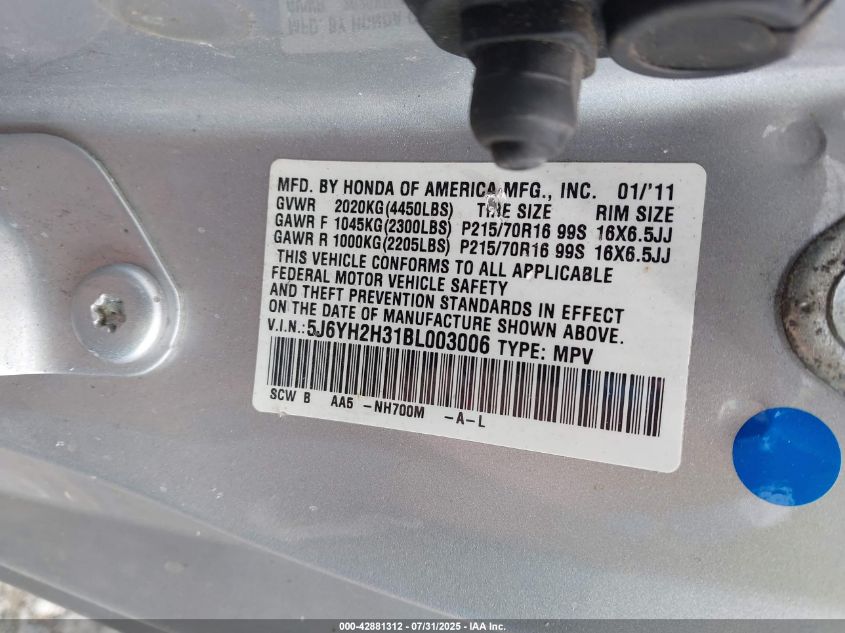 MFD. BY HONDA OF AMERICA MFG., INC. 01/'11
GVWR 2020KG(4450LBS) TIRE SIZE RIM SIZE
GAWR F 1045KG(2300LBS) P215/70R16 99S 16X6.5JJ
GAWR R 1000KG(2205LBS) P215/70R16 99S 16X6.5JJ
THIS VEHICLE CONFORMS TO ALL APPLICABLE
FEDERAL MOTOR VEHICLE SAFETY
AND THEFT PREVENTION STANDARDS IN EFFECT
ON THE DATE OF MANUFACTURE SHOWN ABOVE.
V.I.N.:5J6YH2H31BL003006 TYPE: MPV
SCW B AA5 -NH700M -A-L
000-42881312 - 07/31/2025 - IAA Inc.